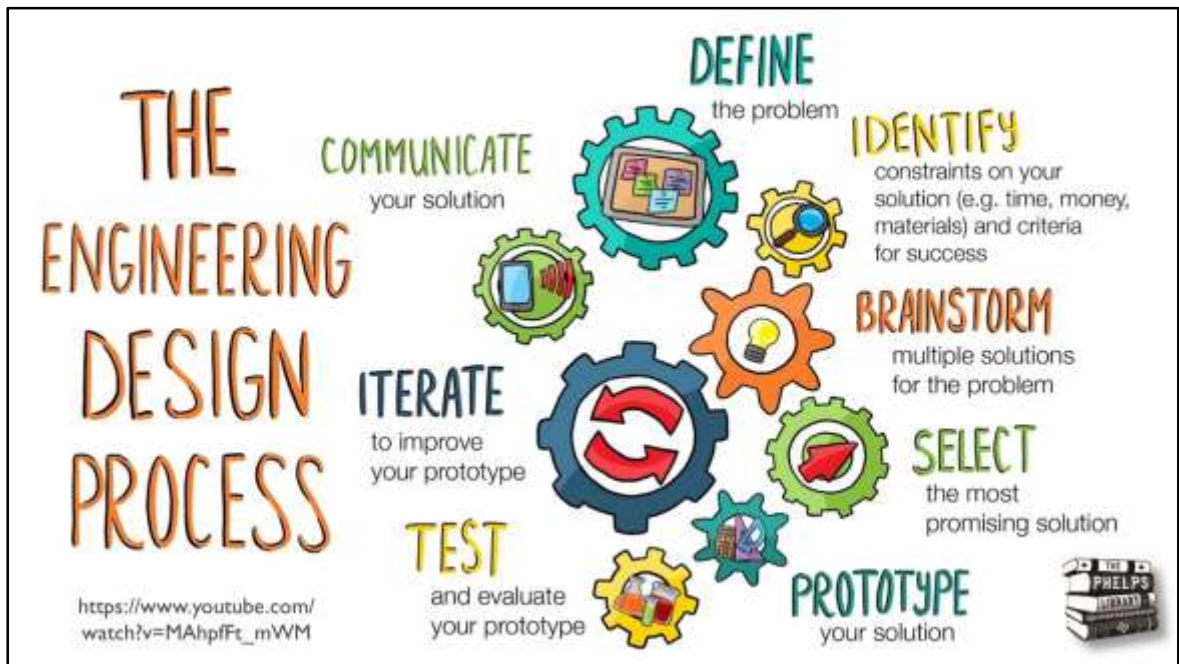 THE
ENGINEERING
DESIGN
PROCESS
https://www.youtube.com/
watch?v=MAhpfFt_mWM
DEFINE
the problem
IDENTIFY
constraints on your
solution (e.g. time, money,
materials) and criteria
for success
BRAINSTORM
multiple solutions
for the problem
SELECT
the most
promising solution
PROTOTYPE
your solution
TEST
and evaluate
your prototype
ITERATE
to improve
your prototype
COMMUNICATE
your solution
THE
PHELPS
LIBRARY